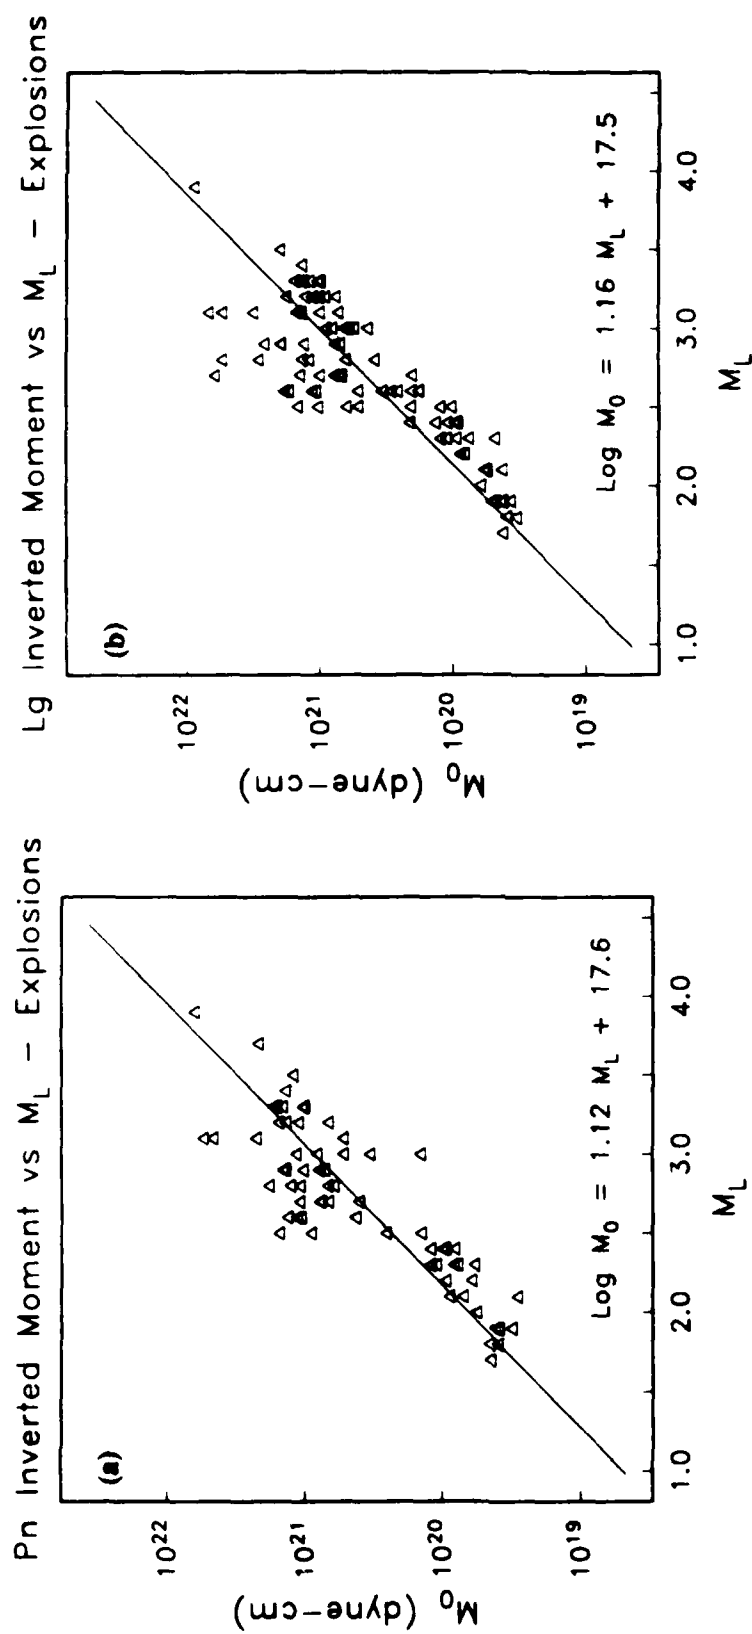 Pn Inverted Moment vs M_L – Explosions
(a)
10^22
10^21
10^20
10^19
M_0 (dyne-cm)
Log M_0 = 1.12 M_L + 17.6
1.0 2.0 3.0 4.0
M_L
Lg Inverted Moment vs M_L – Explosions
(b)
10^22
10^21
10^20
10^19
M_0 (dyne-cm)
Log M_0 = 1.16 M_L + 17.5
1.0 2.0 3.0 4.0
M_L